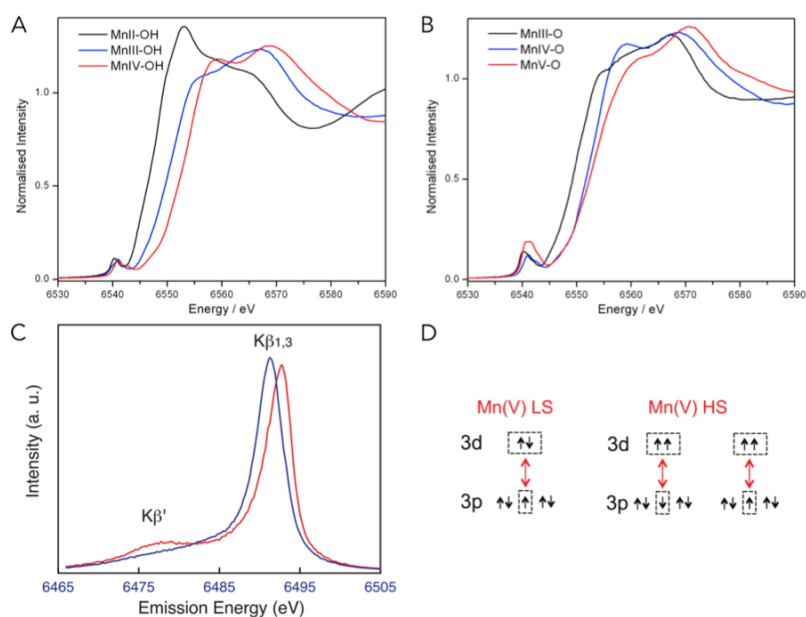 A
MnII-OH
MnIII-OH
MnIV-OH
Normalised Intensity
1.0
0.5
0.0
6530 6540 6550 6560 6570 6580 6590
Energy / eV
B
MnIII-O
MnIV-O
MnV-O
Normalised Intensity
1.0
0.5
0.0
6530 6540 6550 6560 6570 6580 6590
Energy / eV
C
Kβ1,3
Kβ'
Intensity (a. u.)
6465 6475 6485 6495 6505
Emission Energy (eV)
D
Mn(V) LS Mn(V) HS
3d ↑↓ 3d ↑↑ ↑↑
3p ↑↓ ↑ ↑↓ 3p ↑↓ ↓ ↑↓ ↑↓ ↑ ↑↓